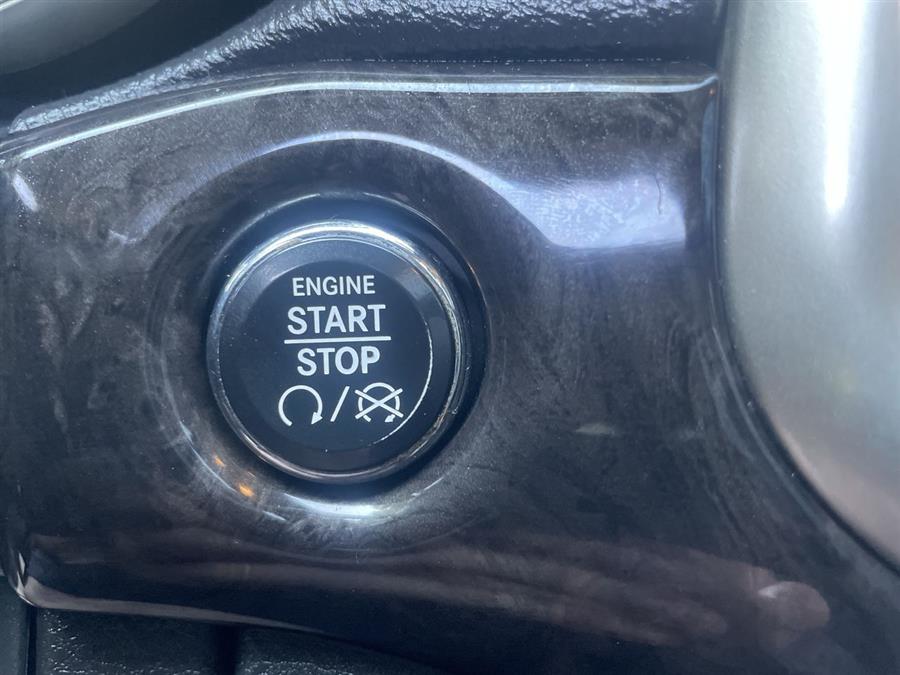 ENGINE
START
STOP
/